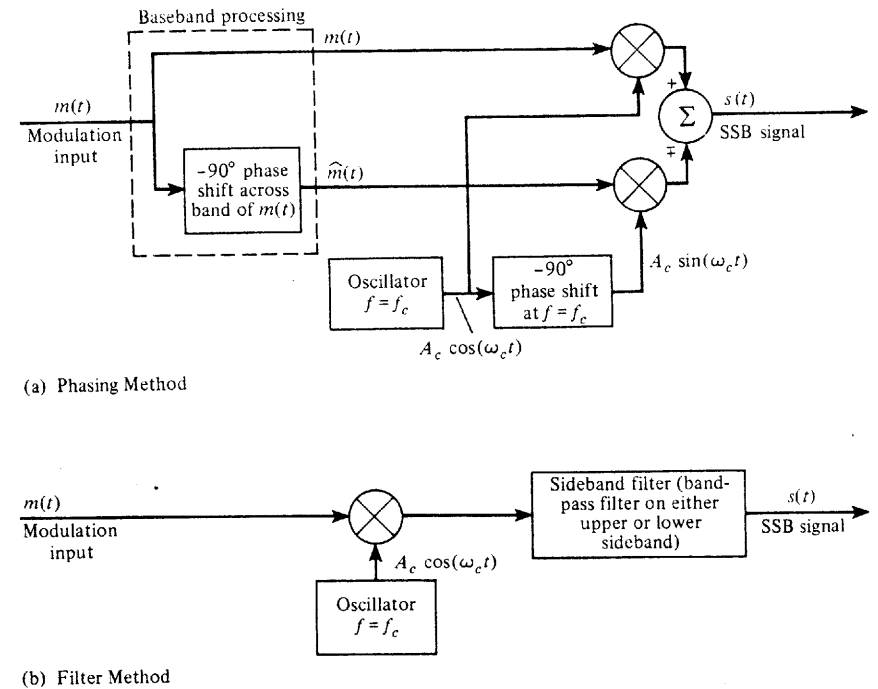 Baseband processing
m(t)
m(t)
Modulation
input
-90° phase
shift across
band of m(t)
m̂(t)
+
Σ
∓
s(t)
SSB signal
Oscillator
f = f_c
-90°
phase shift
at f = f_c
A_c sin(ω_c t)
A_c cos(ω_c t)
(a) Phasing Method
m(t)
Modulation
input
A_c cos(ω_c t)
Oscillator
f = f_c
Sideband filter (band-
pass filter on either
upper or lower
sideband)
s(t)
SSB signal
(b) Filter Method